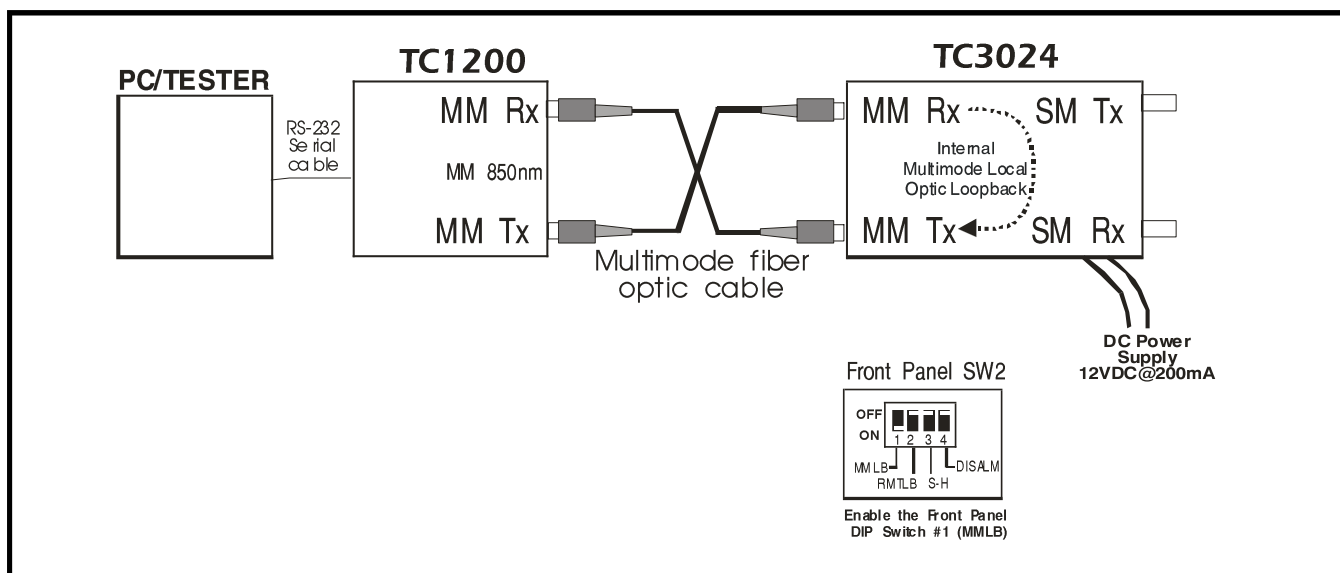 PC/TESTER
RS-232
Serial
cable
TC1200
MM Rx
MM 850nm
MM Tx
Multimode fiber
optic cable
TC3024
MM Rx
SM Tx
Internal
Multimode Local
Optic Loopback
MM Tx
SM Rx
DC Power
Supply
12VDC@200mA
Front Panel SW2
OFF
ON
1 2 3 4
MMLB
DISALM
RMTLB S-H
Enable the Front Panel
DIP Switch #1 (MMLB)